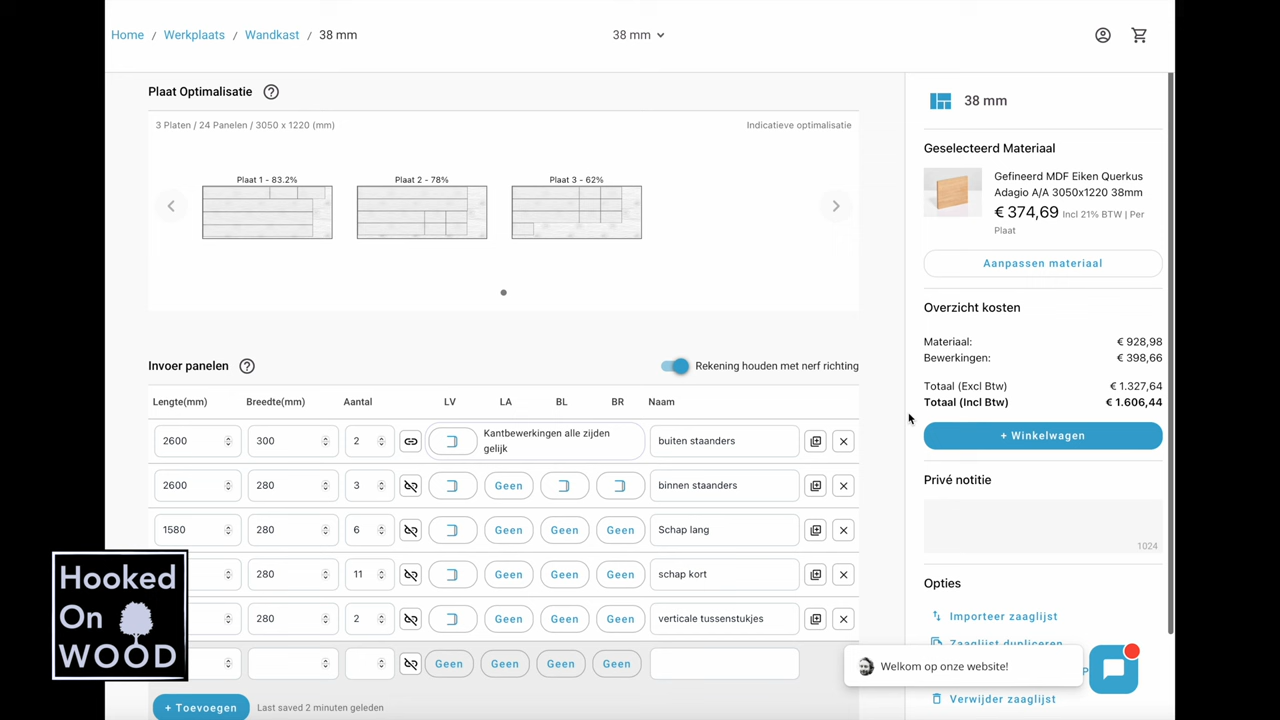 Home / Werkplaats / Wandkast / 38 mm
38 mm
Plaat Optimalisatie ?
3 Platen / 24 Panelen / 3050 x 1220 (mm)
Indicatieve optimalisatie
Plaat 1 - 83.2%
Plaat 2 - 78%
Plaat 3 - 62%
Invoer panelen ?
Rekening houden met nerf richting
Lengte(mm) Breedte(mm) Aantal LV LA BL BR Naam
2600 300 2 Kantbewerkingen alle zijden
gelijk
buiten staanders
2600 280 3 Geen binnen staanders
1580 280 6 Geen Geen Geen Schap lang
280 11 Geen Geen Geen schap kort
280 2 Geen Geen Geen verticale tussenstukjes
Geen Geen Geen Geen
+ Toevoegen Last saved 2 minuten geleden
38 mm
Geselecteerd Materiaal
Gefineerd MDF Eiken Querkus
Adagio A/A 3050x1220 38mm
€ 374,69 Incl 21% BTW | Per
Plaat
Aanpassen materiaal
Overzicht kosten
Materiaal: € 928,98
Bewerkingen: € 398,66
Totaal (Excl Btw) € 1.327,64
Totaal (Incl Btw) € 1.606,44
+ Winkelwagen
Privé notitie
1024
Opties
Importeer zaaglijst
Zaaglijst dupliceren
Welkom op onze website!
Verwijder zaaglijst
Hooked
On
WOOD